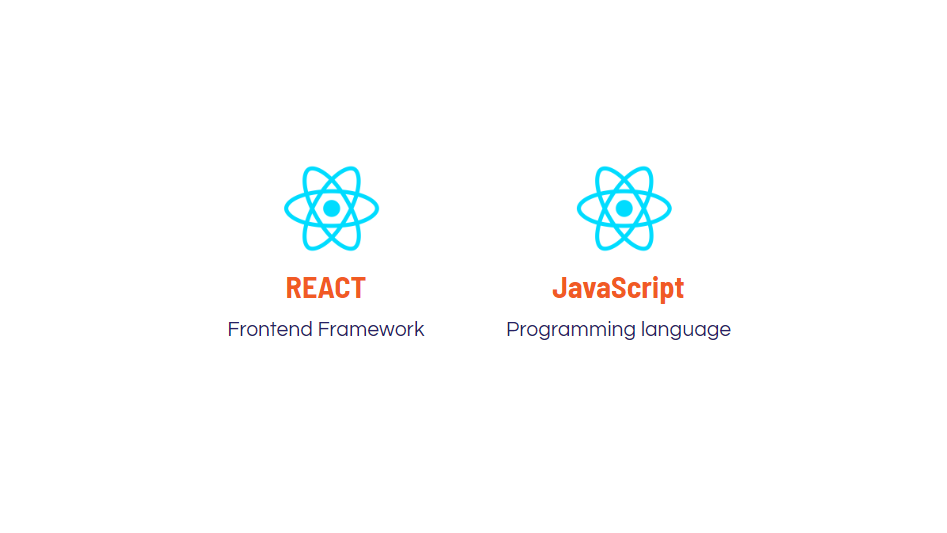 REACT
Frontend Framework
JavaScript
Programming language